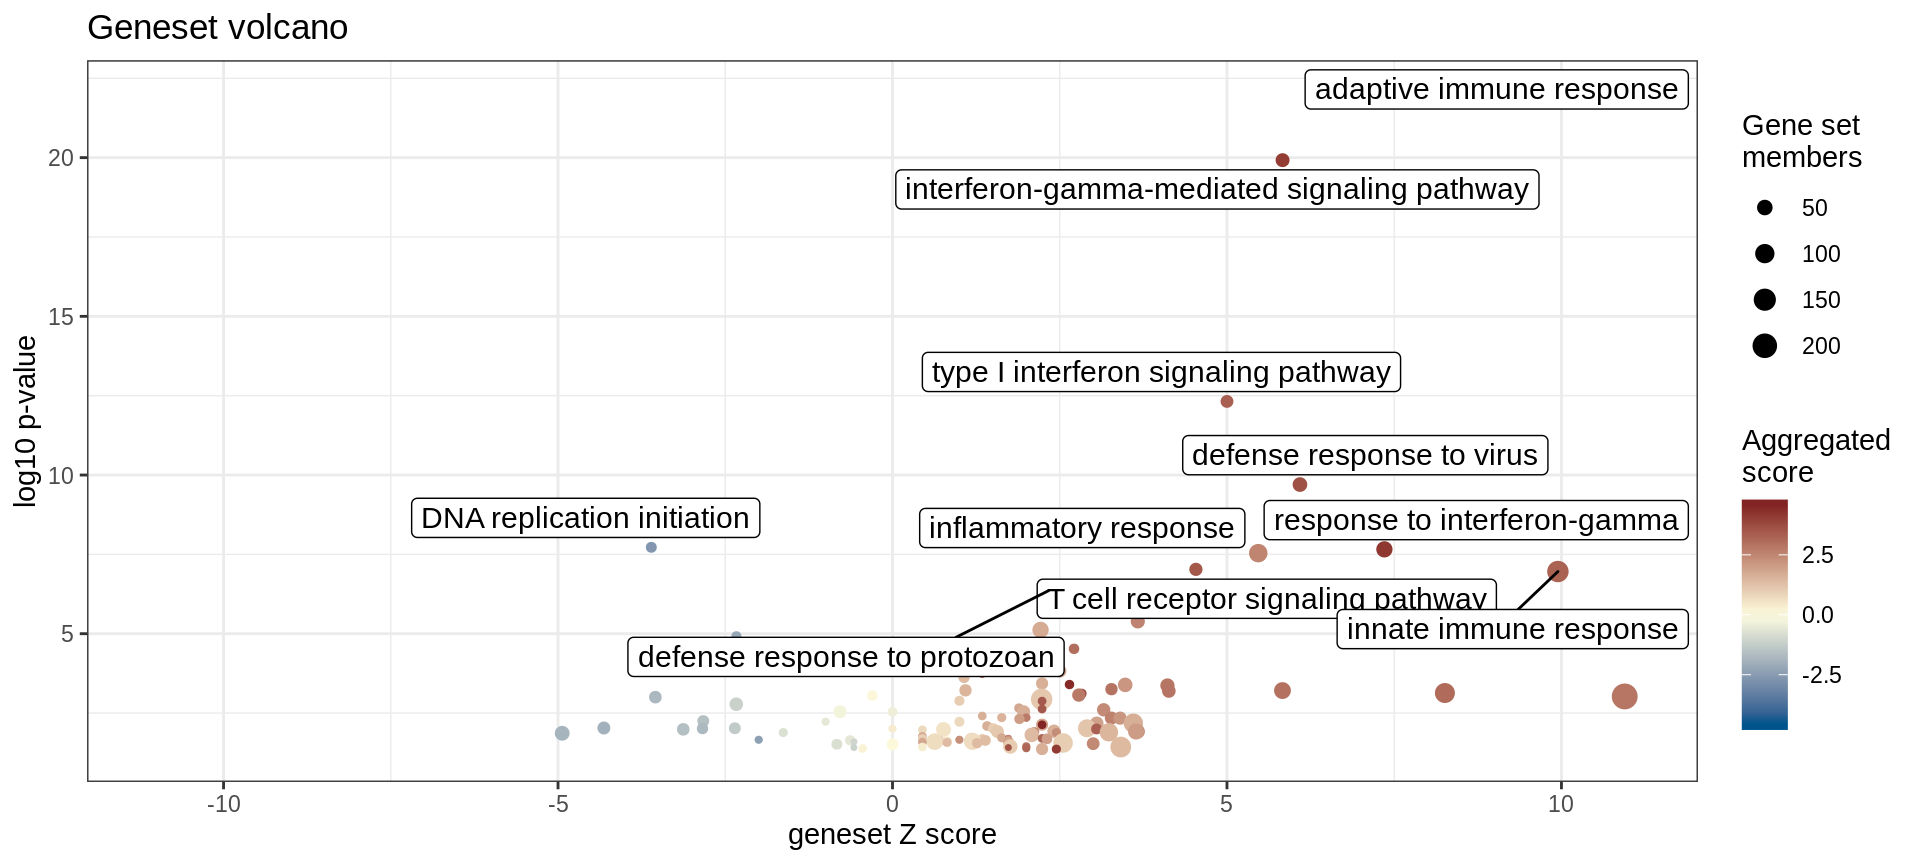 Geneset volcano
adaptive immune response
interferon-gamma-mediated signaling pathway
type I interferon signaling pathway
defense response to virus
DNA replication initiation
inflammatory response
response to interferon-gamma
T cell receptor signaling pathway
innate immune response
defense response to protozoan
log10 p-value
20
15
10
5
-10
-5
0
5
10
geneset Z score
Gene set
members
50
100
150
200
Aggregated
score
2.5
0.0
-2.5